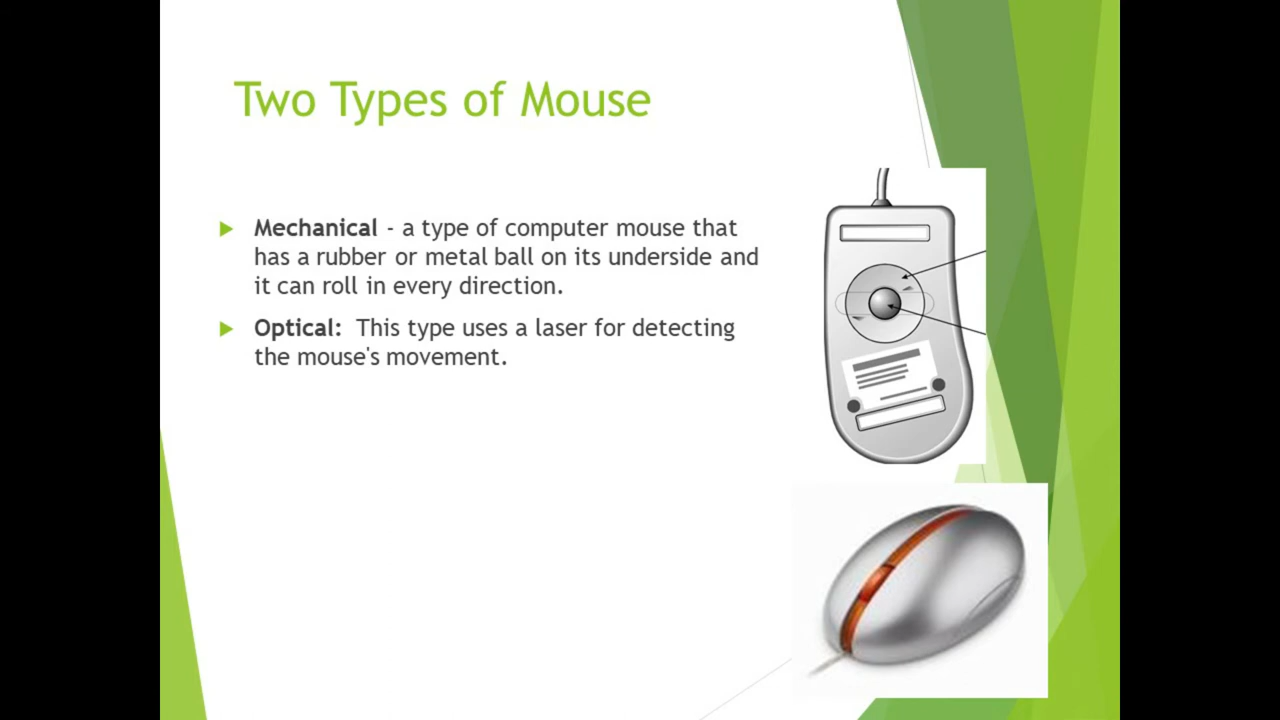 Two Types of Mouse
Mechanical - a type of computer mouse that
has a rubber or metal ball on its underside and
it can roll in every direction.
Optical:  This type uses a laser for detecting
the mouse's movement.